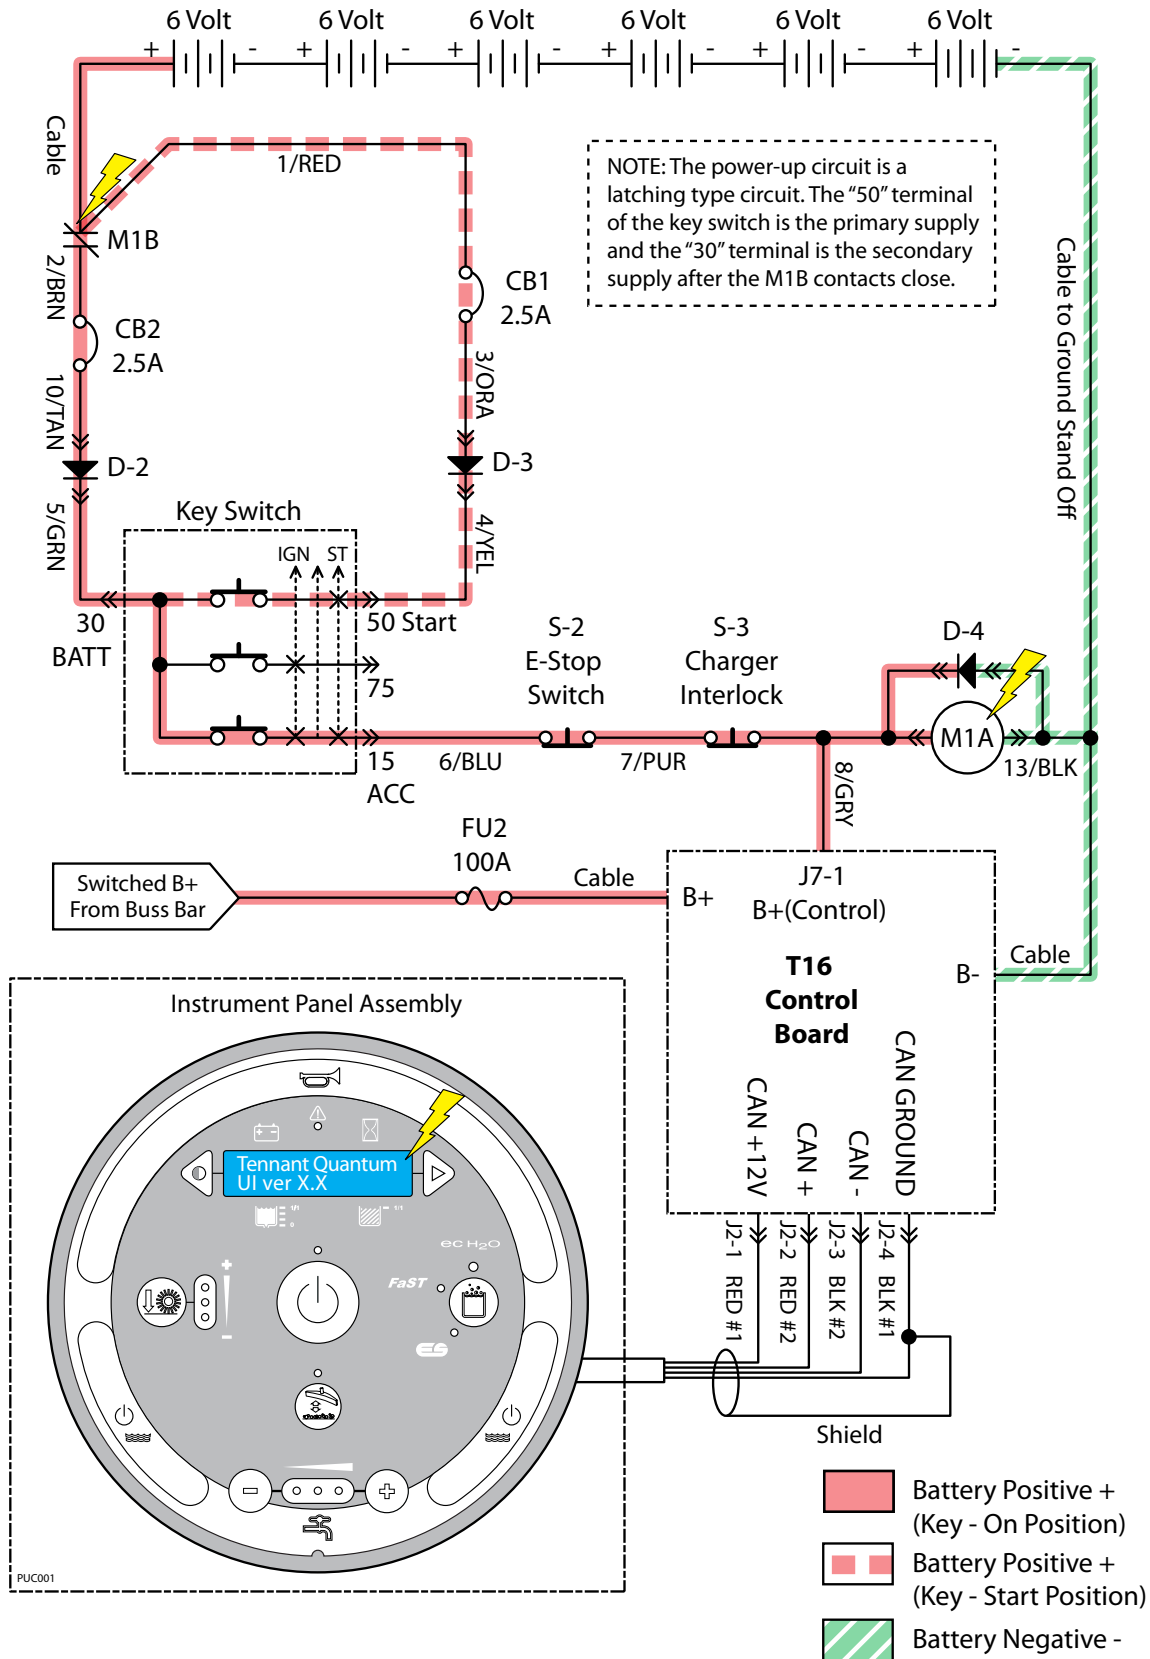 6 Volt 6 Volt 6 Volt 6 Volt 6 Volt 6 Volt
+ - + - + - + - + - + -
Cable
1/RED
NOTE: The power-up circuit is a
latching type circuit. The “50” terminal
of the key switch is the primary supply
and the “30” terminal is the secondary
supply after the M1B contacts close.
M1B
2/BRN
CB1
2.5A
CB2
2.5A
Cable to Ground Stand Off
10/TAN
3/ORA
D-2
D-3
5/GRN
4/YEL
Key Switch
IGN ST
30
BATT
50 Start
75
15
ACC
6/BLU
S-2
E-Stop
Switch
7/PUR
S-3
Charger
Interlock
D-4
M1A
13/BLK
8/GRY
FU2
100A
Cable
Switched B+
From Buss Bar
B+
J7-1
B+(Control)
T16
Control
Board
B-
Cable
CAN +12V
CAN +
CAN -
CAN GROUND
J2-1 RED #1
J2-2 RED #2
J2-3 BLK #2
J2-4 BLK #1
Shield
Instrument Panel Assembly
Tennant Quantum
UI ver X.X
1/1
0
1/1
ec H2O
FaST
ES
+
-
- +
PUC001
Battery Positive +
(Key - On Position)
Battery Positive +
(Key - Start Position)
Battery Negative -